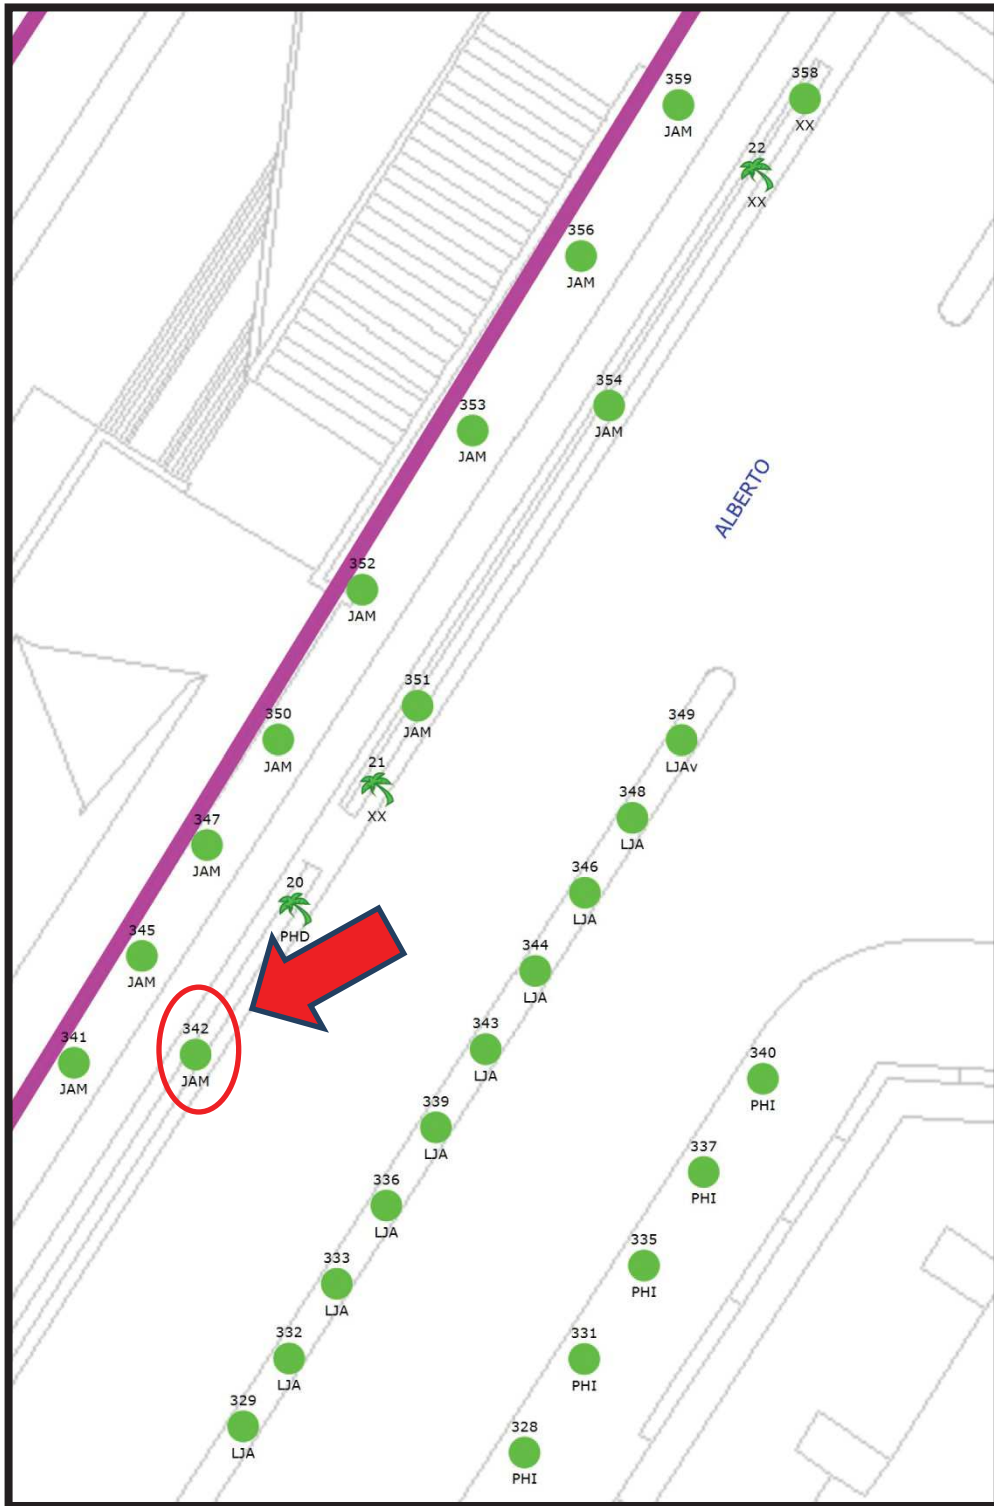 359
JAM
358
XX
22
XX
356
JAM
354
JAM
353
JAM
ALBERTO
352
JAM
351
JAM
350
JAM
349
LJAv
21
XX
348
LJA
347
JAM
346
LJA
20
PHD
345
JAM
344
LJA
343
LJA
342
JAM
341
JAM
340
PHI
339
LJA
337
PHI
336
LJA
335
PHI
333
LJA
332
LJA
331
PHI
329
LJA
328
PHI